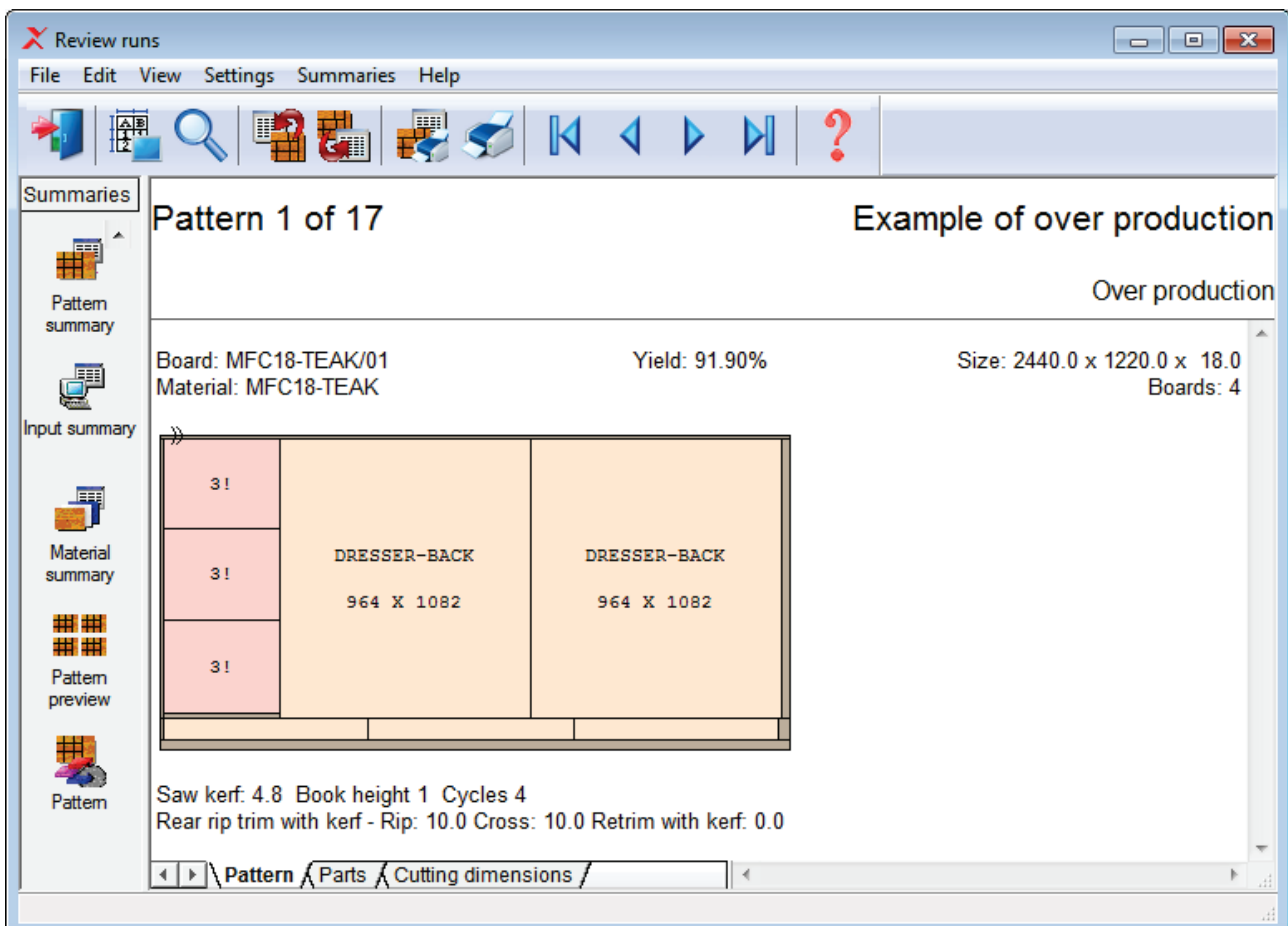 Review runs
File Edit View Settings Summaries Help
Summaries
Pattern
summary
Input summary
Material
summary
Pattern
preview
Pattern
Pattern 1 of 17
Example of over production
Over production
Board: MFC18-TEAK/01 Yield: 91.90% Size: 2440.0 x 1220.0 x 18.0
Material: MFC18-TEAK Boards: 4
3!
3!
3!
DRESSER-BACK
964 X 1082
DRESSER-BACK
964 X 1082
Saw kerf: 4.8 Book height 1 Cycles 4
Rear rip trim with kerf - Rip: 10.0 Cross: 10.0 Retrim with kerf: 0.0
Pattern Parts Cutting dimensions